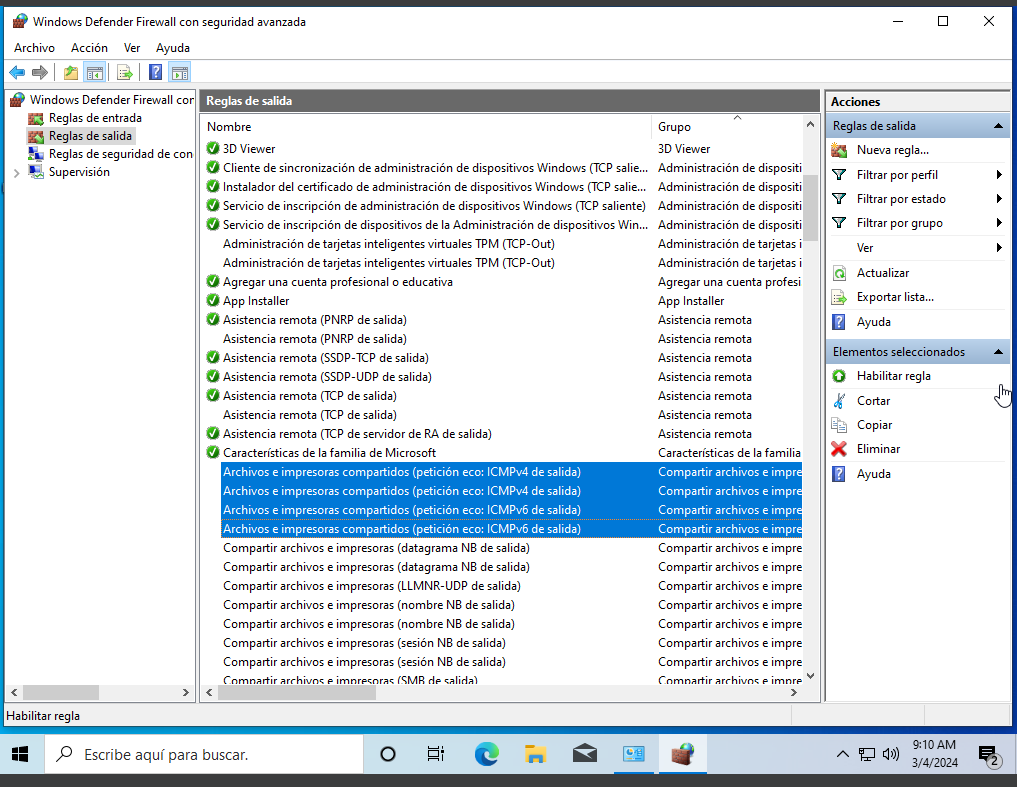 Windows Defender Firewall con seguridad avanzada
Archivo Acción Ver Ayuda
Windows Defender Firewall con
Reglas de entrada
Reglas de salida
Reglas de seguridad de con
Supervisión
Reglas de salida
Nombre Grupo
3D Viewer 3D Viewer
Cliente de sincronización de administración de dispositivos Windows (TCP salie... Administración de dispositi
Instalador del certificado de administración de dispositivos Windows (TCP salie... Administración de dispositi
Servicio de inscripción de administración de dispositivos Windows (TCP saliente) Administración de dispositi
Servicio de inscripción de dispositivos de la Administración de dispositivos Win... Administración de dispositi
Administración de tarjetas inteligentes virtuales TPM (TCP-Out) Administración de tarjetas i
Administración de tarjetas inteligentes virtuales TPM (TCP-Out) Administración de tarjetas i
Agregar una cuenta profesional o educativa Agregar una cuenta profesi
App Installer App Installer
Asistencia remota (PNRP de salida) Asistencia remota
Asistencia remota (PNRP de salida) Asistencia remota
Asistencia remota (SSDP-TCP de salida) Asistencia remota
Asistencia remota (SSDP-UDP de salida) Asistencia remota
Asistencia remota (TCP de salida) Asistencia remota
Asistencia remota (TCP de salida) Asistencia remota
Asistencia remota (TCP de servidor de RA de salida) Asistencia remota
Características de la familia de Microsoft Características de la familia
Archivos e impresoras compartidos (petición eco: ICMPv4 de salida) Compartir archivos e impre
Archivos e impresoras compartidos (petición eco: ICMPv4 de salida) Compartir archivos e impre
Archivos e impresoras compartidos (petición eco: ICMPv6 de salida) Compartir archivos e impre
Archivos e impresoras compartidos (petición eco: ICMPv6 de salida) Compartir archivos e impre
Compartir archivos e impresoras (datagrama NB de salida) Compartir archivos e impre
Compartir archivos e impresoras (datagrama NB de salida) Compartir archivos e impre
Compartir archivos e impresoras (LLMNR-UDP de salida) Compartir archivos e impre
Compartir archivos e impresoras (nombre NB de salida) Compartir archivos e impre
Compartir archivos e impresoras (nombre NB de salida) Compartir archivos e impre
Compartir archivos e impresoras (sesión NB de salida) Compartir archivos e impre
Compartir archivos e impresoras (sesión NB de salida) Compartir archivos e impre
Compartir archivos e impresoras (SMB de salida) Compartir archivos e impre
Acciones
Reglas de salida
Nueva regla...
Filtrar por perfil
Filtrar por estado
Filtrar por grupo
Ver
Actualizar
Exportar lista...
Ayuda
Elementos seleccionados
Habilitar regla
Cortar
Copiar
Eliminar
Ayuda
Habilitar regla
Escribe aquí para buscar.
9:10 AM
3/4/2024
2